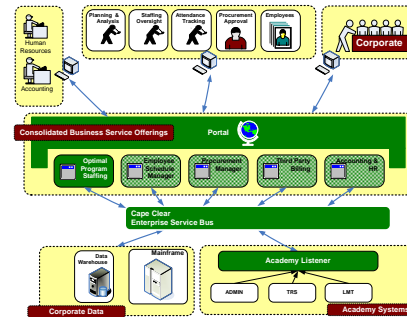 Planning &
Analysis
Staffing
Oversight
Attendance
Tracking
Procurement
Approval
Employees
Human
Resources
Accounting
Corporate
Consolidated Business Service Offerings
Portal
Optimal
Program
Staffing
Employee
Schedule
Manager
Procurement
Manager
Third Party
Billing
Accounting &
HR
Cape Clear
Enterprise Service Bus
Data
Warehouse
Mainframe
Corporate Data
Academy Listener
ADMIN
TRS
LMT
Academy Systems